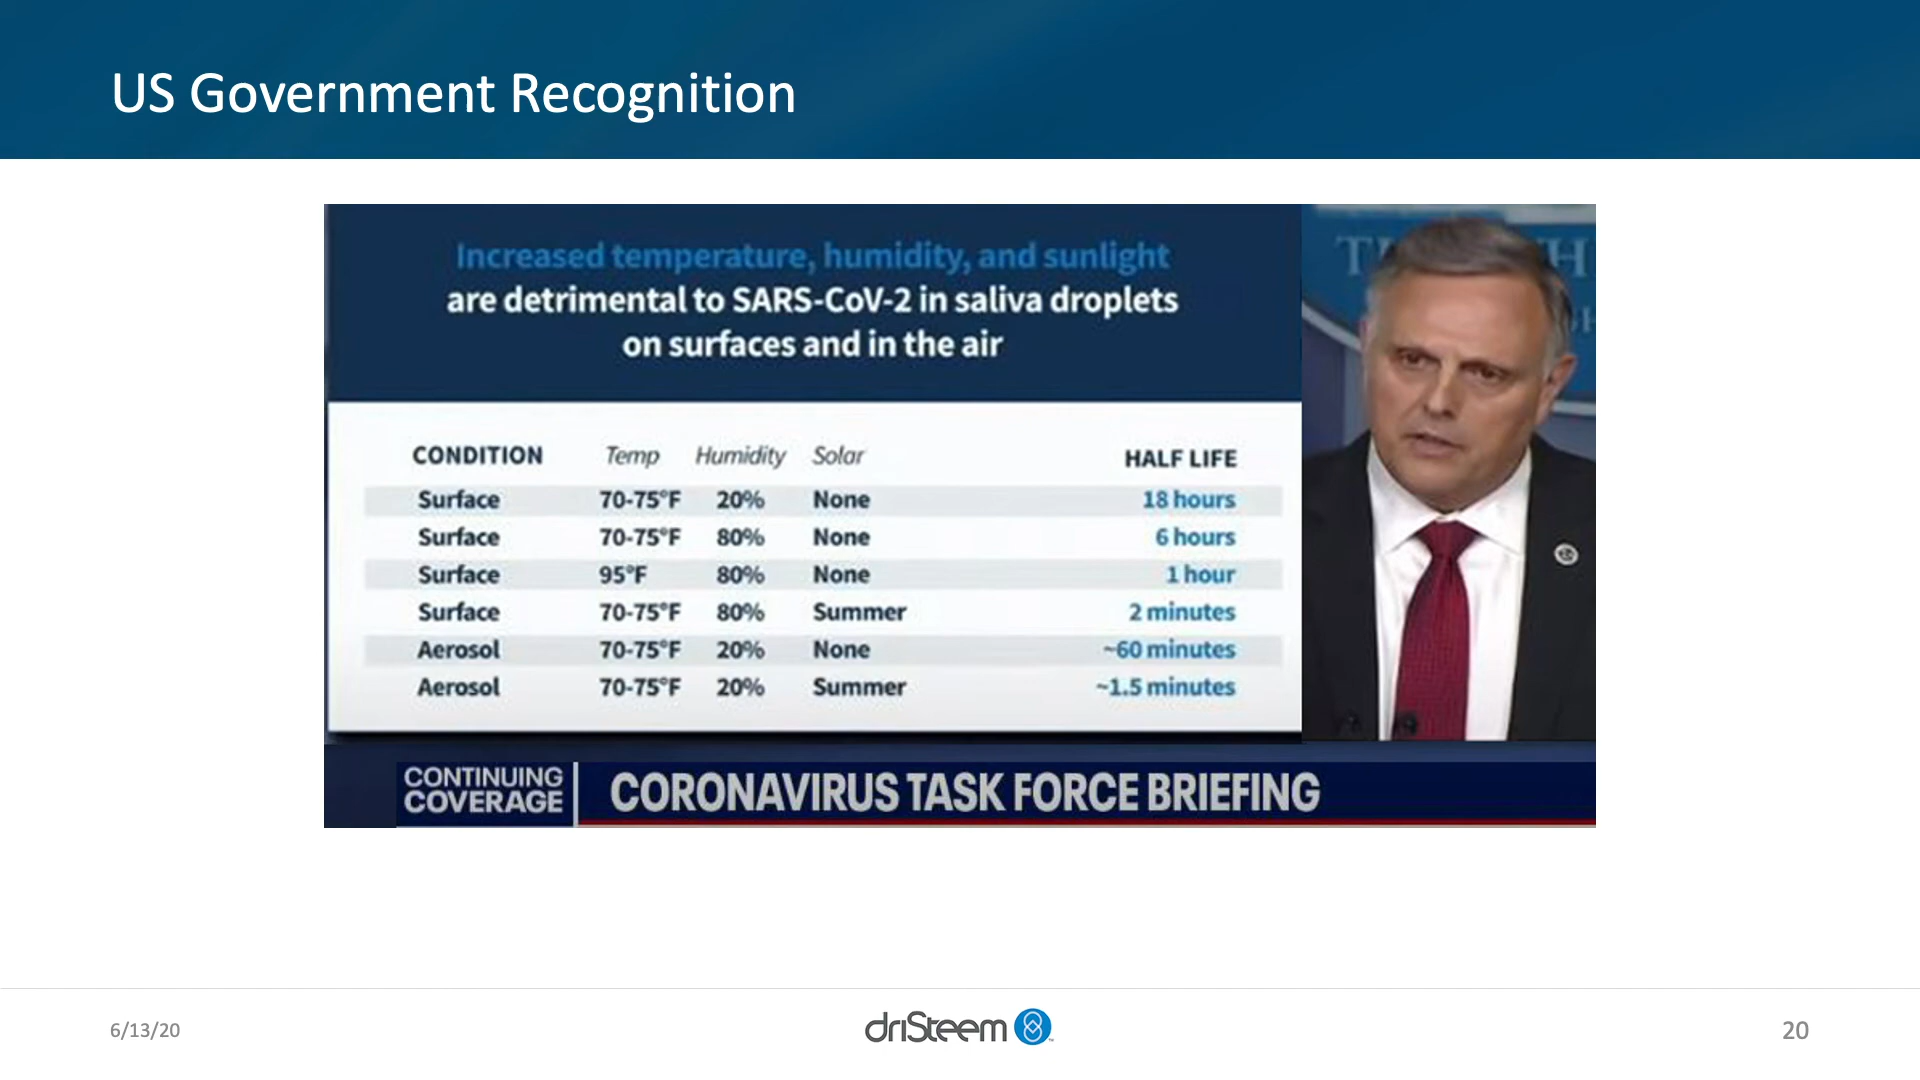 US Government Recognition
Increased temperature, humidity, and sunlight
are detrimental to SARS-CoV-2 in saliva droplets
on surfaces and in the air
CONDITION Temp Humidity Solar HALF LIFE
Surface 70-75°F 20% None 18 hours
Surface 70-75°F 80% None 6 hours
Surface 95°F 80% None 1 hour
Surface 70-75°F 80% Summer 2 minutes
Aerosol 70-75°F 20% None ~60 minutes
Aerosol 70-75°F 20% Summer ~1.5 minutes
CONTINUING
COVERAGE
CORONAVIRUS TASK FORCE BRIEFING
6/13/20
driSteem
20